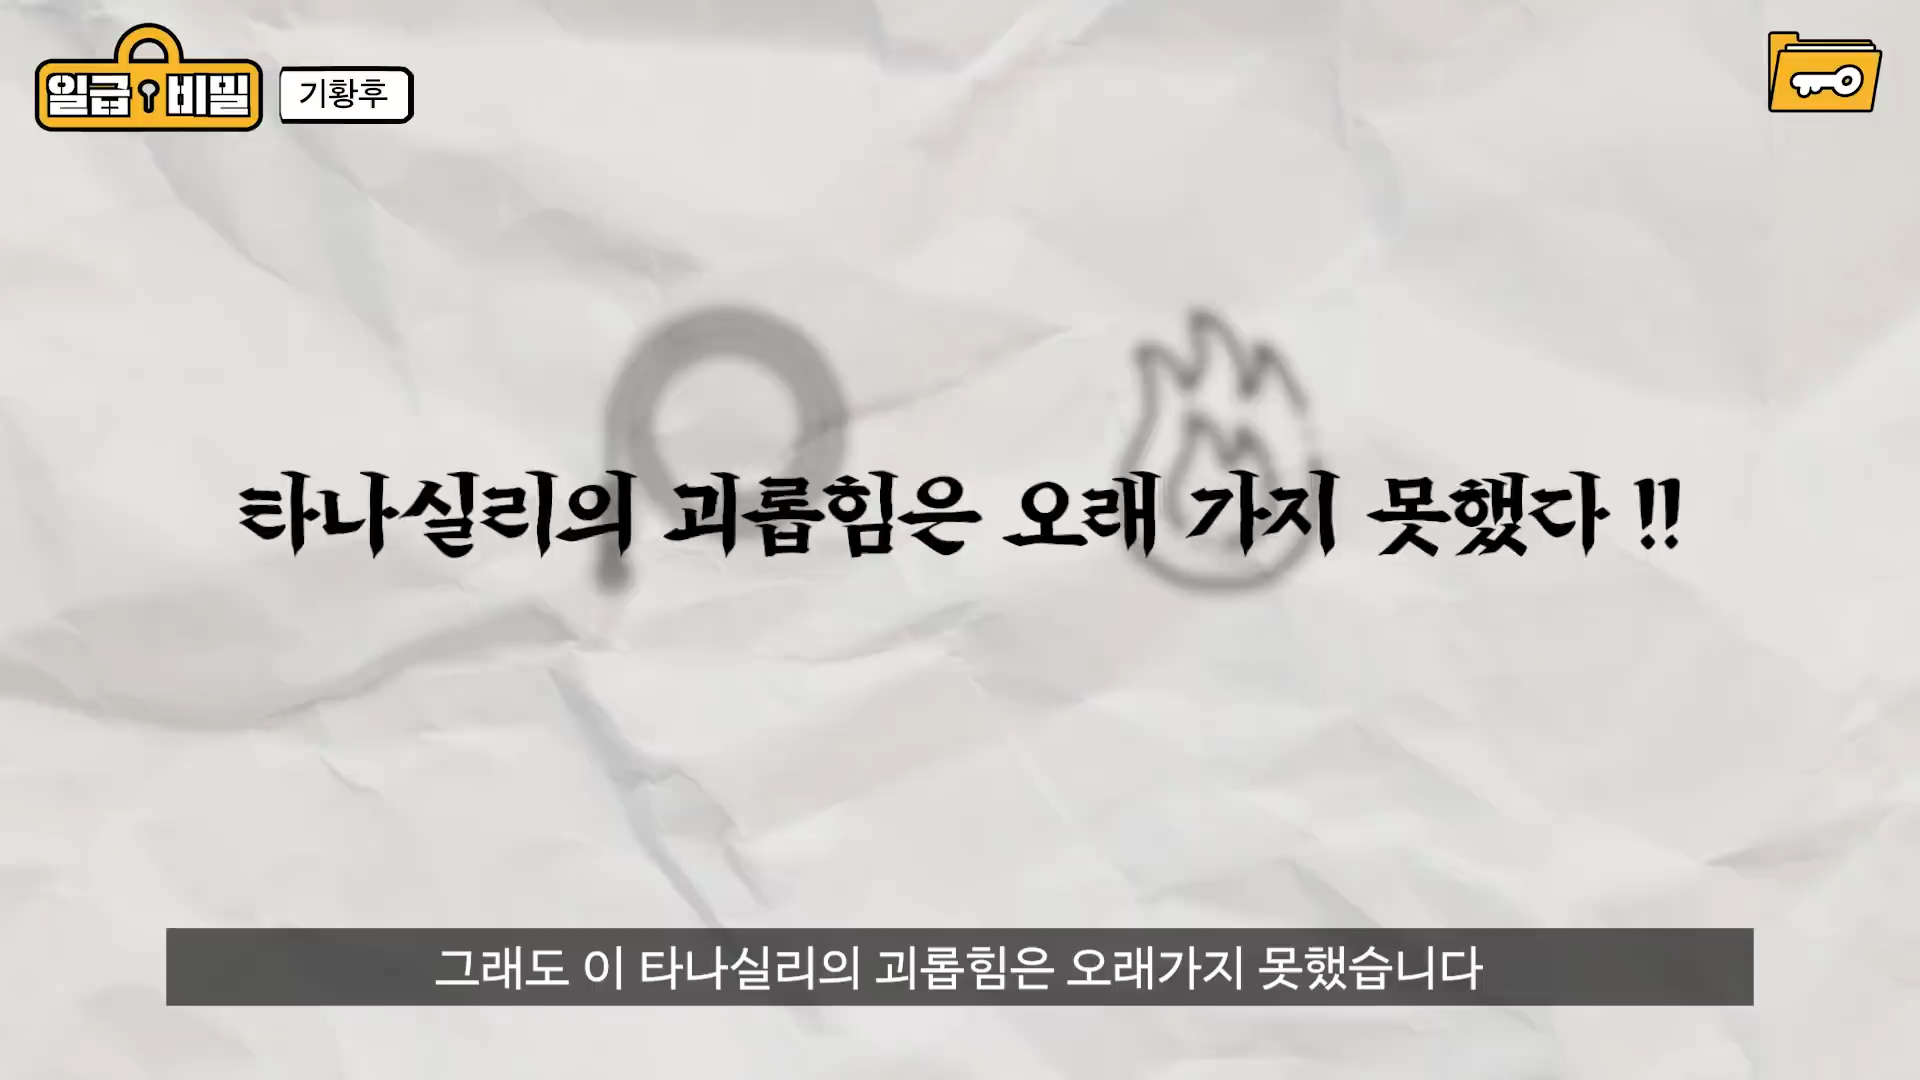 일급비밀
기황후
타나실리의 괴롭힘은 오래 가지 못했다 !!
그래도 이 타나실리의 괴롭힘은 오래가지 못했습니다